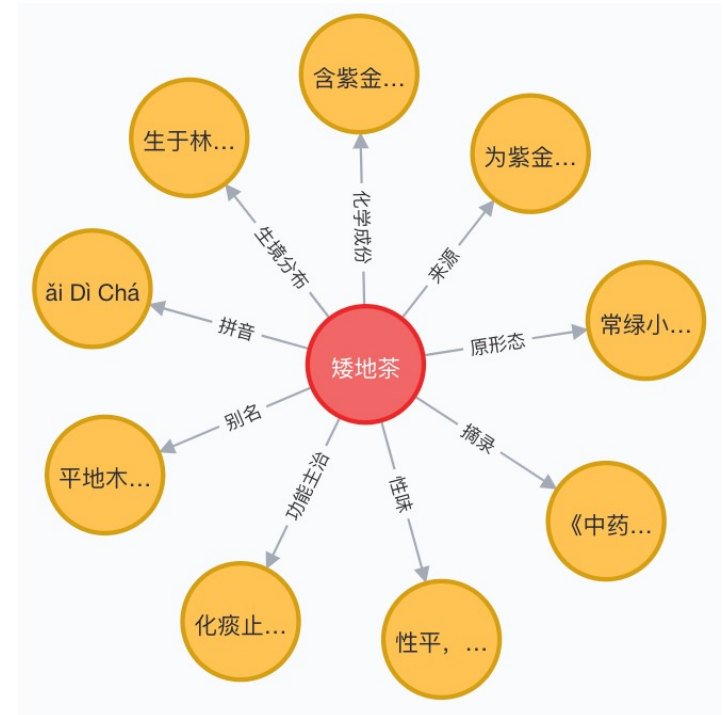 含紫金…
生于林…
为紫金…
化学成份
生境分布
来源
ǎi Dì Chá
拼音
原形态
常绿小…
矮地茶
别名
摘录
平地木…
功能主治
性味
《中药…
化痰止…
性平，…